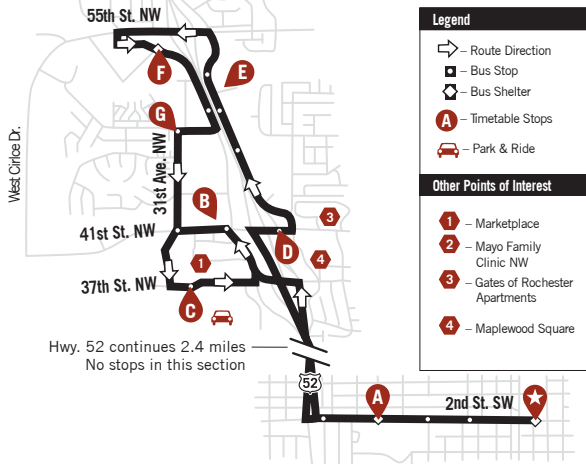 55th St. NW
F
E
G
West Cirlce Dr.
31st Ave. NW
B
41st St. NW
3
D
4
1
37th St. NW
C
Hwy. 52 continues 2.4 miles
No stops in this section
52
A
2nd St. SW
Legend
– Route Direction
– Bus Stop
– Bus Shelter
A – Timetable Stops
– Park & Ride
Other Points of Interest
1 – Marketplace
2 – Mayo Family
Clinic NW
3 – Gates of Rochester
Apartments
4 – Maplewood Square